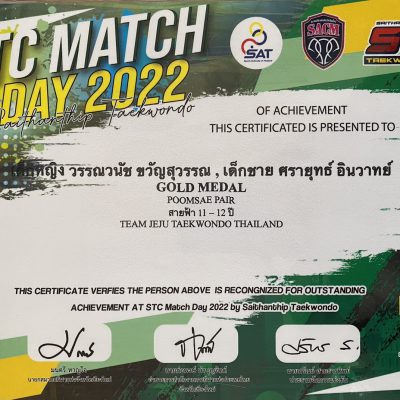 STC MATCH
DAY 2022
Saithanthip Taekwondo
SAT
SACM
OF ACHIEVEMENT
THIS CERTIFICATE IS PRESENTED TO
เด็กหญิง วรรณวนัช ขวัญสุวรรณ , เด็กชาย ศรายุทธ์ อินวาทย์
GOLD MEDAL
POOMSAE PAIR
สายฟ้า 11 – 12 ปี
TEAM JEJU TAEKWONDO THAILAND
THIS CERTIFICATE VERFIES THE PERSON ABOVE IS RECONGNIZED FOR OUTSTANDING
ACHIEVEMENT AT STC Match Day 2022 by Saithanthip Taekwondo